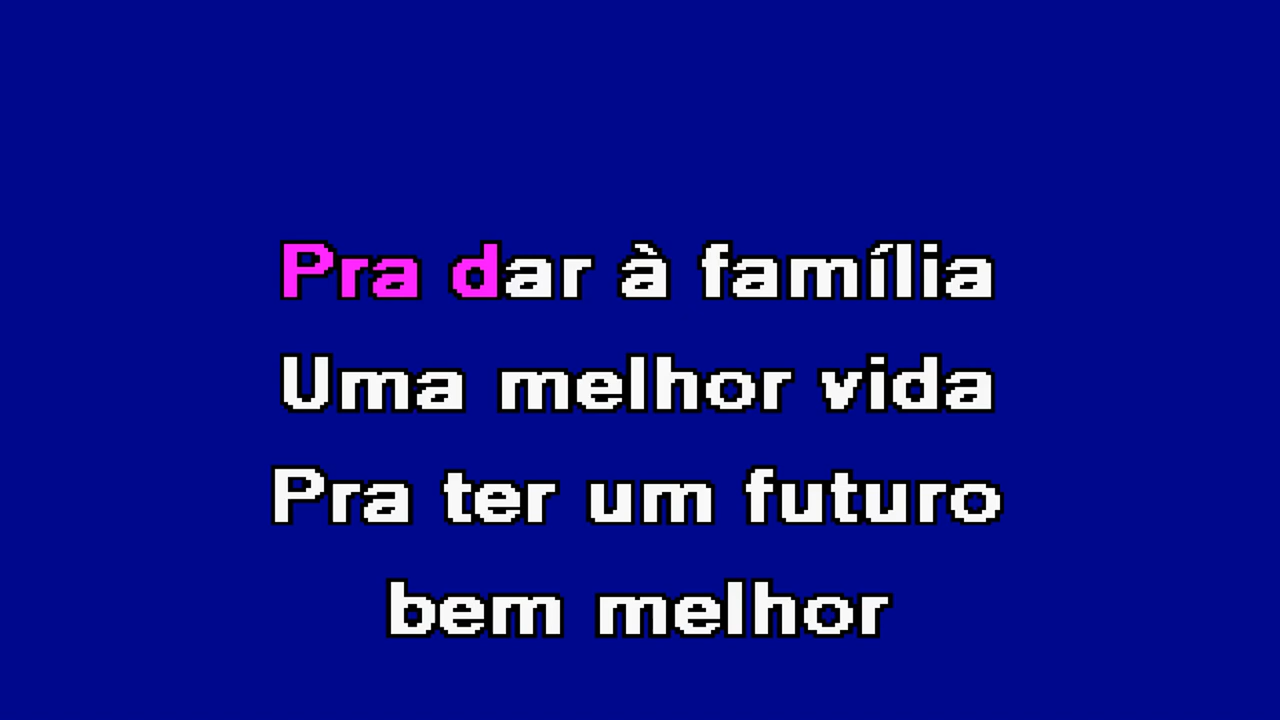 Pra dar à família
Uma melhor vida
Pra ter um futuro
bem melhor